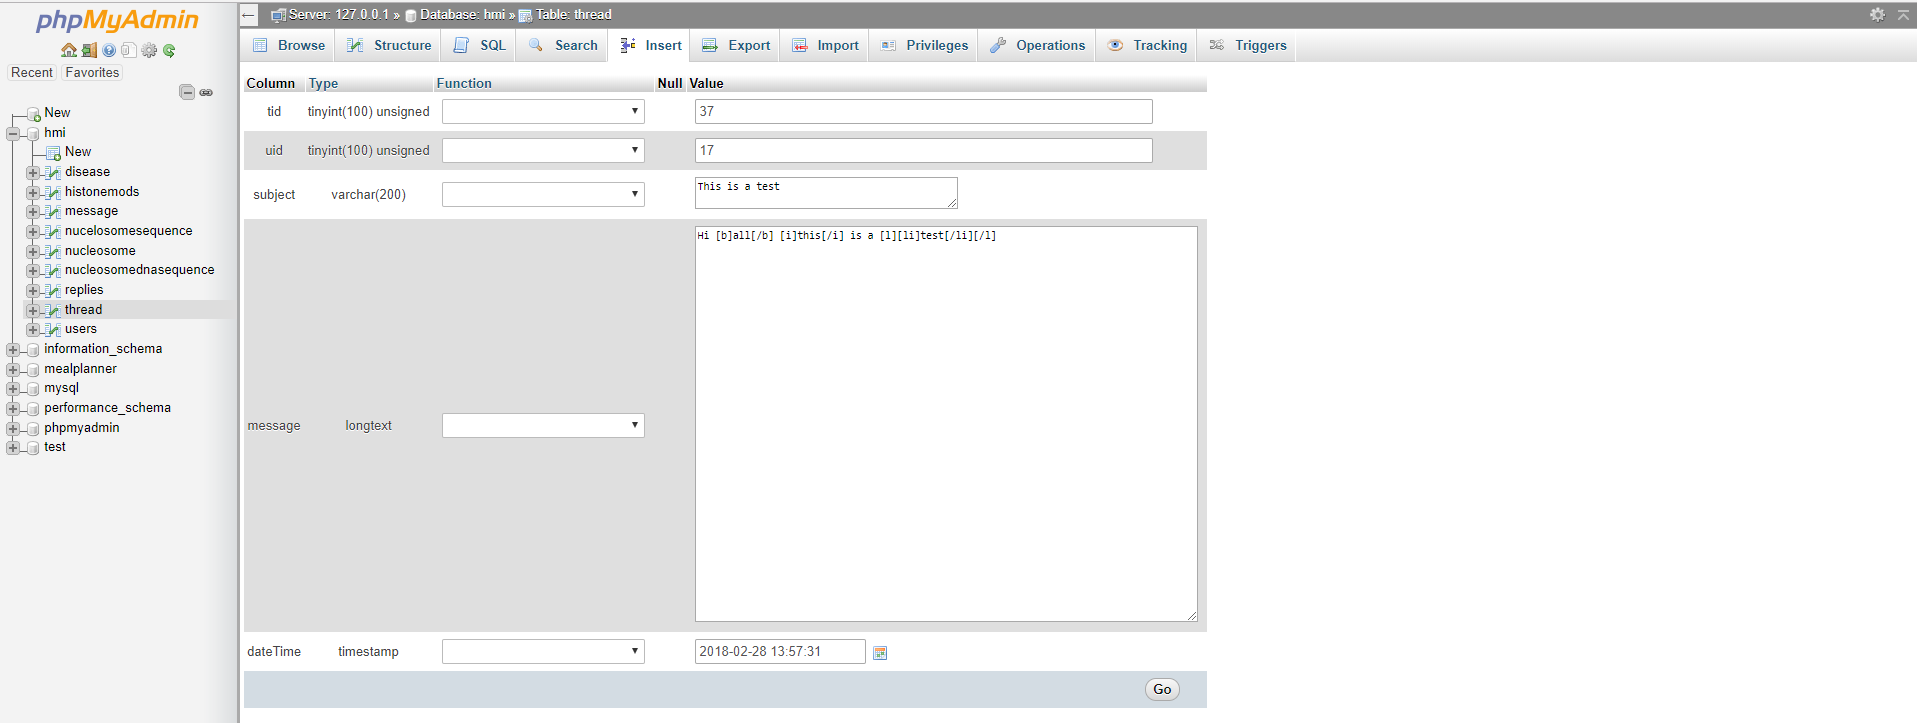 phpMyAdmin
Recent Favorites
New
hmi
New
disease
histonemods
message
nucelosomesequence
nucleosome
nucleosomednasequence
replies
thread
users
information_schema
mealplanner
mysql
performance_schema
phpmyadmin
test
Server: 127.0.0.1 » Database: hmi » Table: thread
Browse Structure SQL Search Insert Export Import Privileges Operations Tracking Triggers
Column Type Function Null Value
tid tinyint(100) unsigned 37
uid tinyint(100) unsigned 17
subject varchar(200) This is a test
message longtext Hi [b]all[/b] [i]this[/i] is a [l][li]test[/li][/l]
dateTime timestamp 2018-02-28 13:57:31
Go